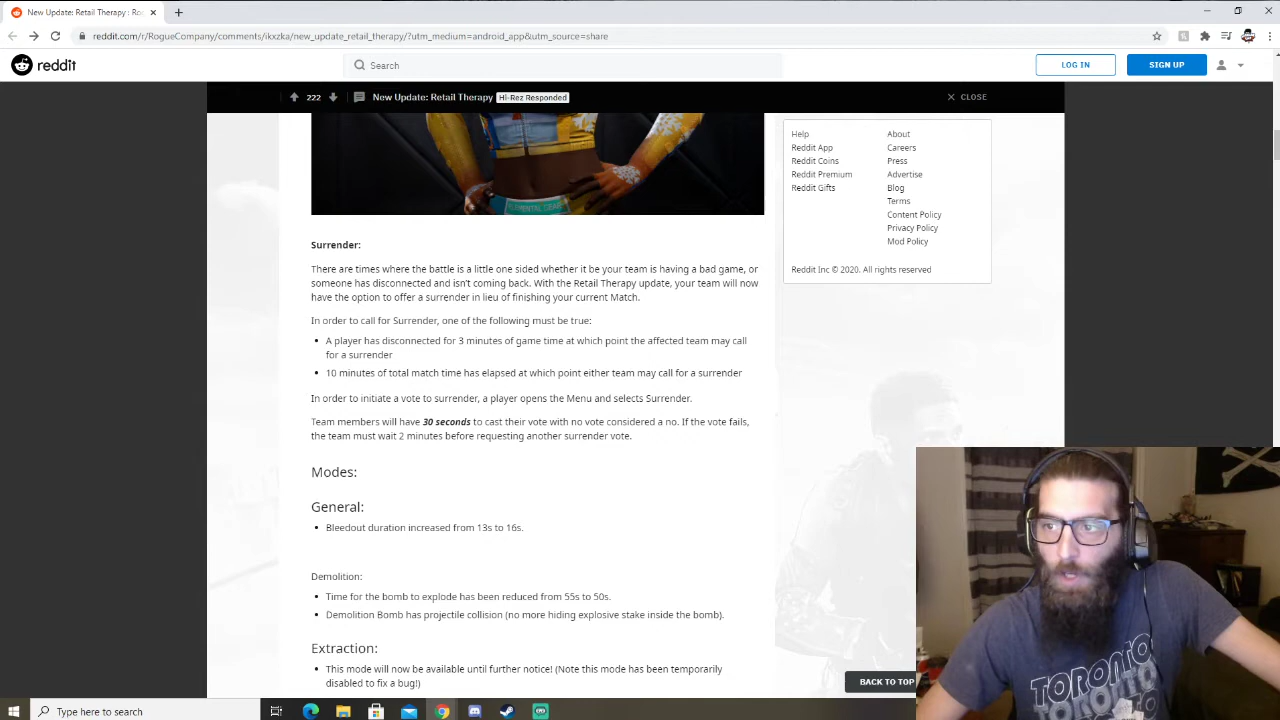 New Update: Retail Therapy : Ro
reddit.com/r/RogueCompany/comments/ikxzka/new_update_retail_therapy/?utm_medium=android_app&utm_source=share
reddit
Search
LOG IN
SIGN UP
222
New Update: Retail Therapy
Hi-Rez Responded
CLOSE
Help
About
Reddit App
Careers
Reddit Coins
Press
Reddit Premium
Advertise
Reddit Gifts
Blog
Terms
Content Policy
Privacy Policy
Mod Policy
Reddit Inc © 2020. All rights reserved
Surrender:
There are times where the battle is a little one sided whether it be your team is having a bad game, or
someone has disconnected and isn't coming back. With the Retail Therapy update, your team will now
have the option to offer a surrender in lieu of finishing your current Match.
In order to call for Surrender, one of the following must be true:
• A player has disconnected for 3 minutes of game time at which point the affected team may call
for a surrender
• 10 minutes of total match time has elapsed at which point either team may call for a surrender
In order to initiate a vote to surrender, a player opens the Menu and selects Surrender.
Team members will have 30 seconds to cast their vote with no vote considered a no. If the vote fails,
the team must wait 2 minutes before requesting another surrender vote.
Modes:
General:
• Bleedout duration increased from 13s to 16s.
Demolition:
• Time for the bomb to explode has been reduced from 55s to 50s.
• Demolition Bomb has projectile collision (no more hiding explosive stake inside the bomb).
Extraction:
• This mode will now be available until further notice! (Note this mode has been temporarily
disabled to fix a bug!)
BACK TO TOP
TORONTO
TORONTO
TORONTO
Type here to search